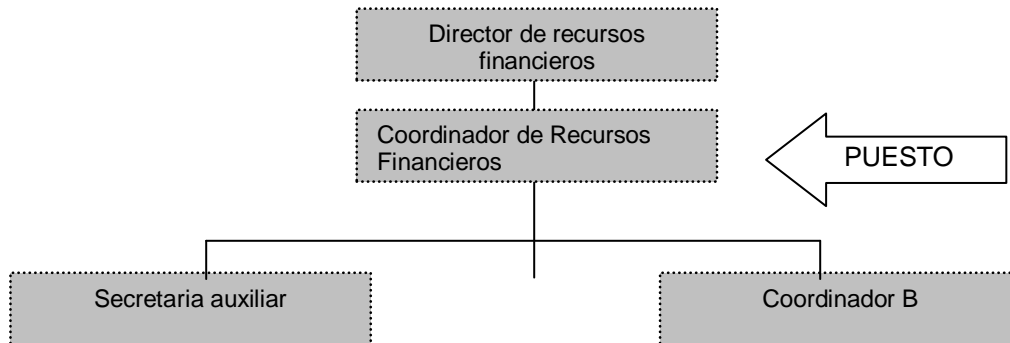 Director de recursos
financieros
Coordinador de Recursos
Financieros
PUESTO
Secretaria auxiliar
Coordinador B